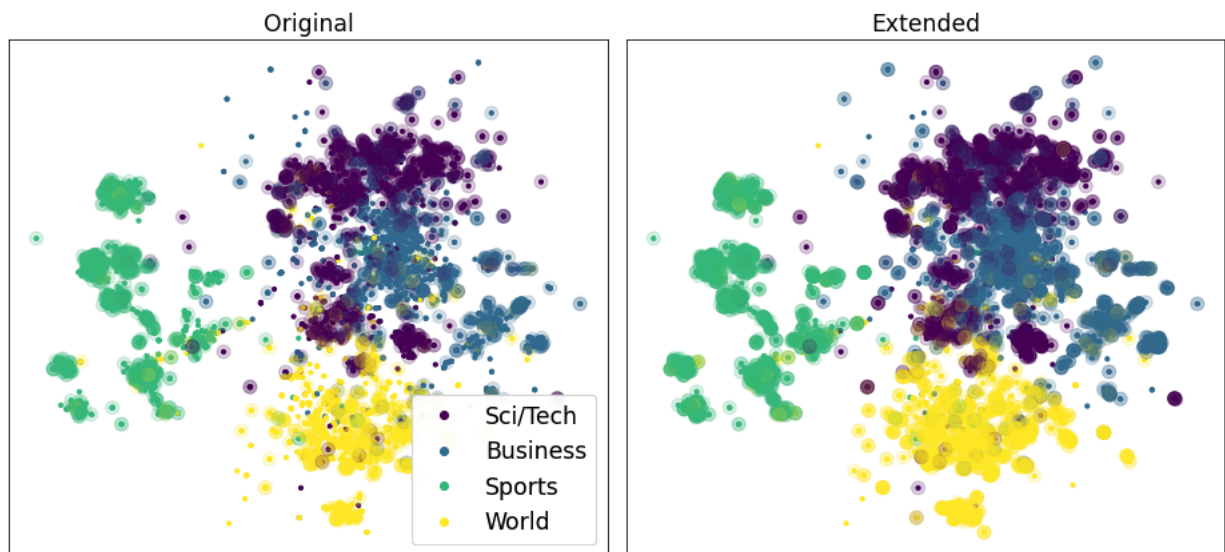 Original
Extended
Sci/Tech
Business
Sports
World